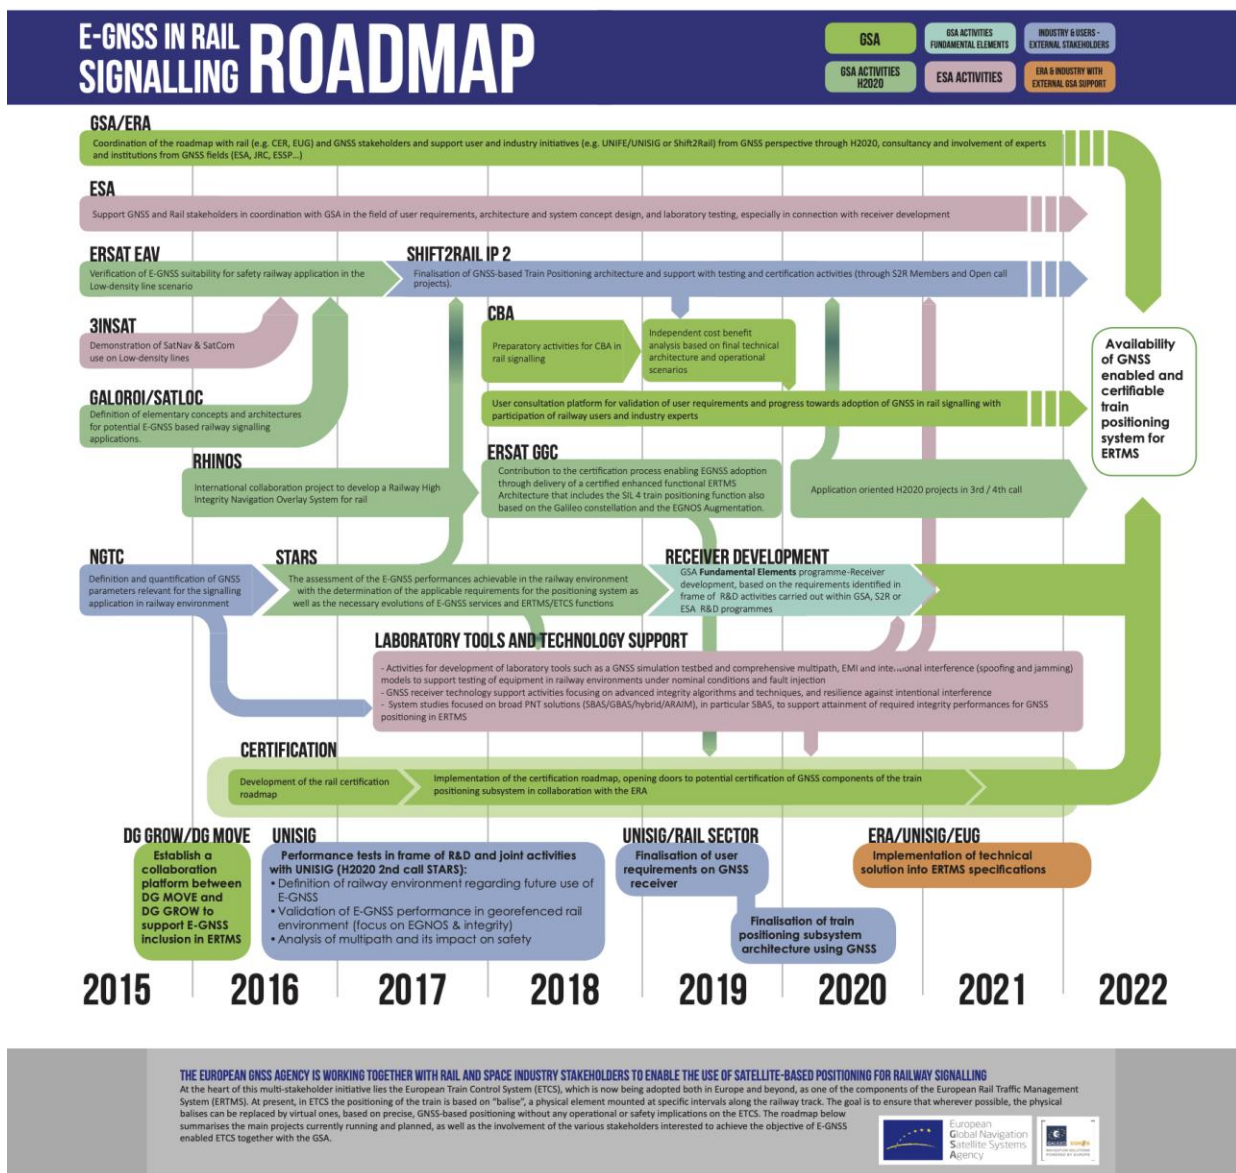 E-GNSS IN RAIL
SIGNALLING
ROADMAP
GSA
GSA ACTIVITIES
FUNDAMENTAL ELEMENTS
INDUSTRY & USERS -
EXTERNAL STAKEHOLDERS
GSA ACTIVITIES
H2020
ESA ACTIVITIES
ERA & INDUSTRY WITH
EXTERNAL GSA SUPPORT
GSA/ERA
Coordination of the roadmap with rail (e.g. CER, EUG) and GNSS stakeholders and support user and industry initiatives (e.g. UNIFE/UNISIG or Shift2Rail) from GNSS perspective through H2020, consultancy and involvement of experts
and institutions from GNSS fields (ESA, JRC, ESSP...)
ESA
Support GNSS and Rail stakeholders in coordination with GSA in the field of user requirements, architecture and system concept design, and laboratory testing, especially in connection with receiver development
ERSAT EAV
Verification of E-GNSS suitability for safety railway application in the
Low-density line scenario
SHIFT2RAIL IP 2
Finalisation of GNSS-based Train Positioning architecture and support with testing and certification activities (through S2R Members and Open call
projects).
3INSAT
Demonstration of SatNav & SatCom
use on Low-density lines
CBA
Preparatory activities for CBA in
rail signalling
Independent cost benefit
analysis based on final technical
architecture and operational
scenarios
Availability
of GNSS
enabled and
certifiable
train
positioning
system for
ERTMS
GALOROI/SATLOC
Definition of elementary concepts and architectures
for potential E-GNSS based railway signalling
applications.
User consultation platform for validation of user requirements and progress towards adoption of GNSS in rail signalling with
participation of railway users and industry experts
RHINOS
International collaboration project to develop a Railway High
Integrity Navigation Overlay System for rail
ERSAT GGC
Contribution to the certification process enabling EGNSS adoption
through delivery of a certified enhanced functional ERTMS
Architecture that includes the SIL 4 train positioning function also
based on the Galileo constellation and the EGNOS Augmentation.
Application oriented H2020 projects in 3rd / 4th call
NGTC
Definition and quantification of GNSS
parameters relevant for the signalling
application in railway environment
STARS
The assessment of the E-GNSS performances achievable in the railway environment
with the determination of the applicable requirements for the positioning system as
well as the necessary evolutions of E-GNSS services and ERTMS/ETCS functions
RECEIVER DEVELOPMENT
GSA Fundamental Elements programme-Receiver
development, based on the requirements identified in
frame of R&D activities carried out within GSA, S2R or
ESA R&D programmes
LABORATORY TOOLS AND TECHNOLOGY SUPPORT
- Activities for development of laboratory tools such as a GNSS simulation testbed and comprehensive multipath, EMI and intentional interference (spoofing and jamming)
models to support testing of equipment in railway environments under nominal conditions and fault injection
- GNSS receiver technology support activities focusing on advanced integrity algorithms and techniques, and resilience against intentional interference
- System studies focused on broad PNT solutions (SBAS/GBAS/hybrid/ARAIM), in particular SBAS, to support attainment of required integrity performances for GNSS
positioning in ERTMS
CERTIFICATION
Development of the rail certification
roadmap
Implementation of the certification roadmap, opening doors to potential certification of GNSS components of the train
positioning subsystem in collaboration with the ERA
DG GROW/DG MOVE
Establish a
collaboration
platform between
DG MOVE and
DG GROW to
support E-GNSS
inclusion in ERTMS
UNISIG
Performance tests in frame of R&D and joint activities
with UNISIG (H2020 2nd call STARS):
• Definition of railway environment regarding future use of
E-GNSS
• Validation of E-GNSS performance in georefenced rail
environment (focus on EGNOS & integrity)
• Analysis of multipath and its impact on safety
UNISIG/RAIL SECTOR
Finalisation of user
requirements on GNSS
receiver
Finalisation of train
positioning subsystem
architecture using GNSS
ERA/UNISIG/EUG
Implementation of technical
solution into ERTMS specifications
2015 2016 2017 2018 2019 2020 2021 2022
THE EUROPEAN GNSS AGENCY IS WORKING TOGETHER WITH RAIL AND SPACE INDUSTRY STAKEHOLDERS TO ENABLE THE USE OF SATELLITE-BASED POSITIONING FOR RAILWAY SIGNALLING
At the heart of this multi-stakeholder initiative lies the European Train Control System (ETCS), which is now being adopted both in Europe and beyond, as one of the components of the European Rail Traffic Management
System (ERTMS). At present, in ETCS the positioning of the train is based on "balise", a physical element mounted at specific intervals along the railway track. The goal is to ensure that wherever possible, the physical
balises can be replaced by virtual ones, based on precise, GNSS-based positioning without any operational or safety implications on the ETCS. The roadmap below
summarises the main projects currently running and planned, as well as the involvement of the various stakeholders interested to achieve the objective of E-GNSS
enabled ETCS together with the GSA.
European
Global Navigation
Satellite Systems
Agency